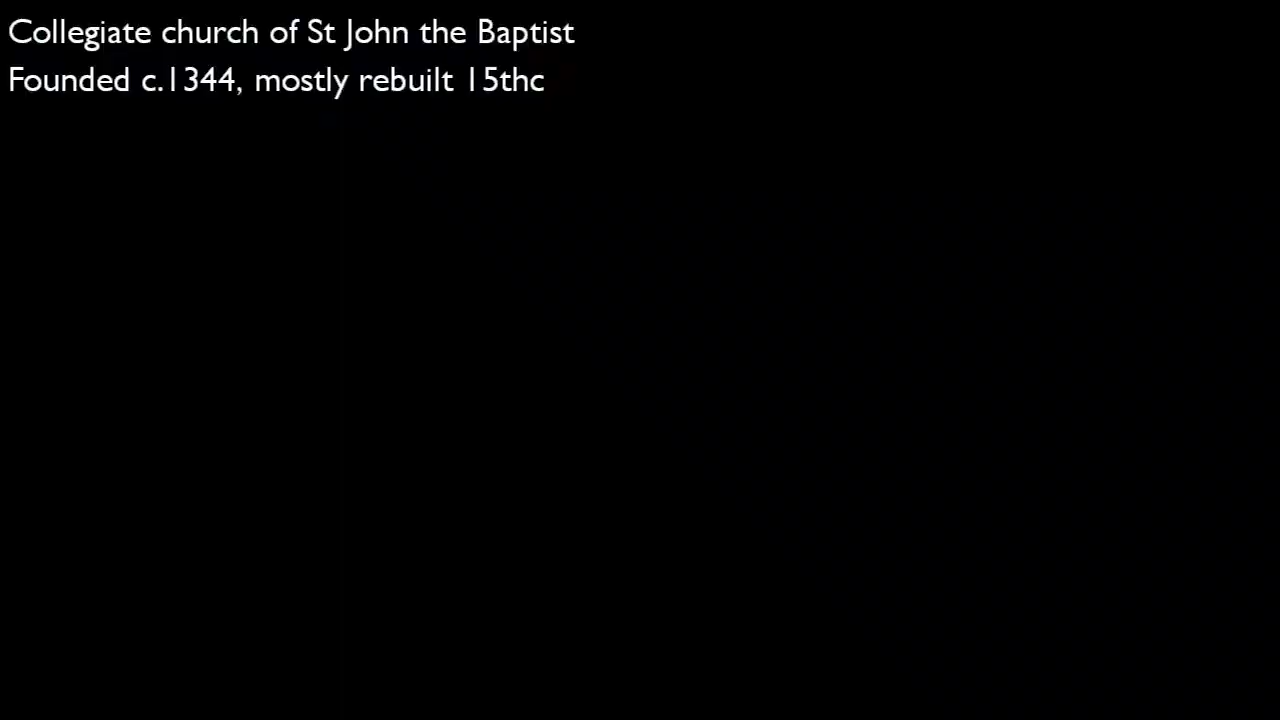 Collegiate church of St John the Baptist
Founded c.1344, mostly rebuilt 15thc